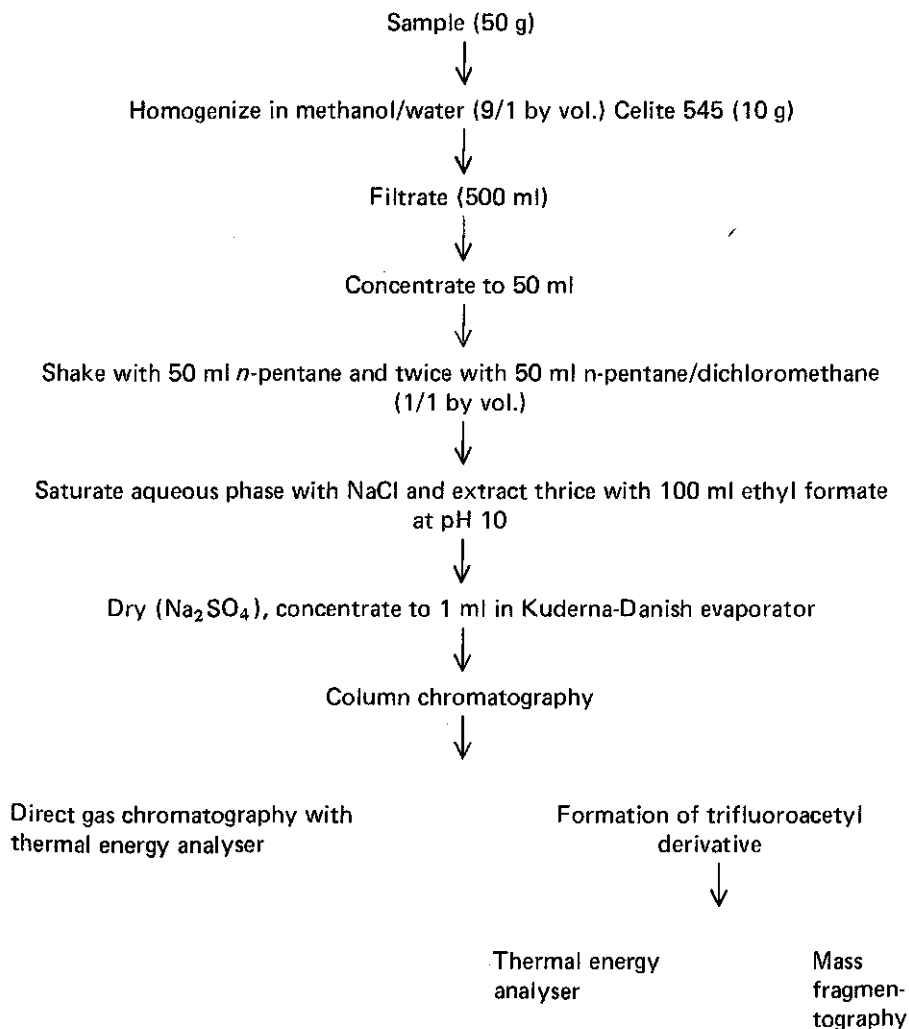 Sample (50 g)
Homogenize in methanol/water (9/1 by vol.) Celite 545 (10 g)
Filtrate (500 ml)
Concentrate to 50 ml
Shake with 50 ml n-pentane and twice with 50 ml n-pentane/dichloromethane
(1/1 by vol.)
Saturate aqueous phase with NaCl and extract thrice with 100 ml ethyl formate
at pH 10
Dry (Na₂SO₄), concentrate to 1 ml in Kuderna-Danish evaporator
Column chromatography
Direct gas chromatography with
thermal energy analyser
Formation of trifluoroacetyl
derivative
Thermal energy
analyser
Mass
fragmen-
tography